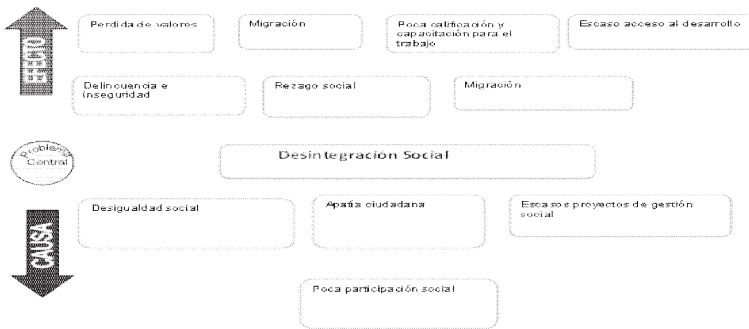 EFECTO
Perdida de valores
Migración
Poca calificación y
capacitación para el
trabajo
Escaso acceso al desarrollo
Delincuencia e
inseguridad
Rezago social
Migración
Problema
Central
Desintegración Social
CAUSA
Desigualdad social
Apatía ciudadana
Escasos proyectos de gestión
social
Poca participación social